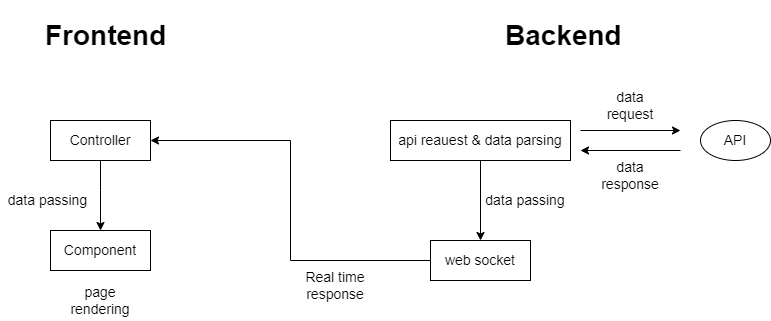 Frontend
Backend
data
request
Controller
api reauest & data parsing
API
data
response
data passing
data passing
Component
web socket
Real time
response
page
rendering